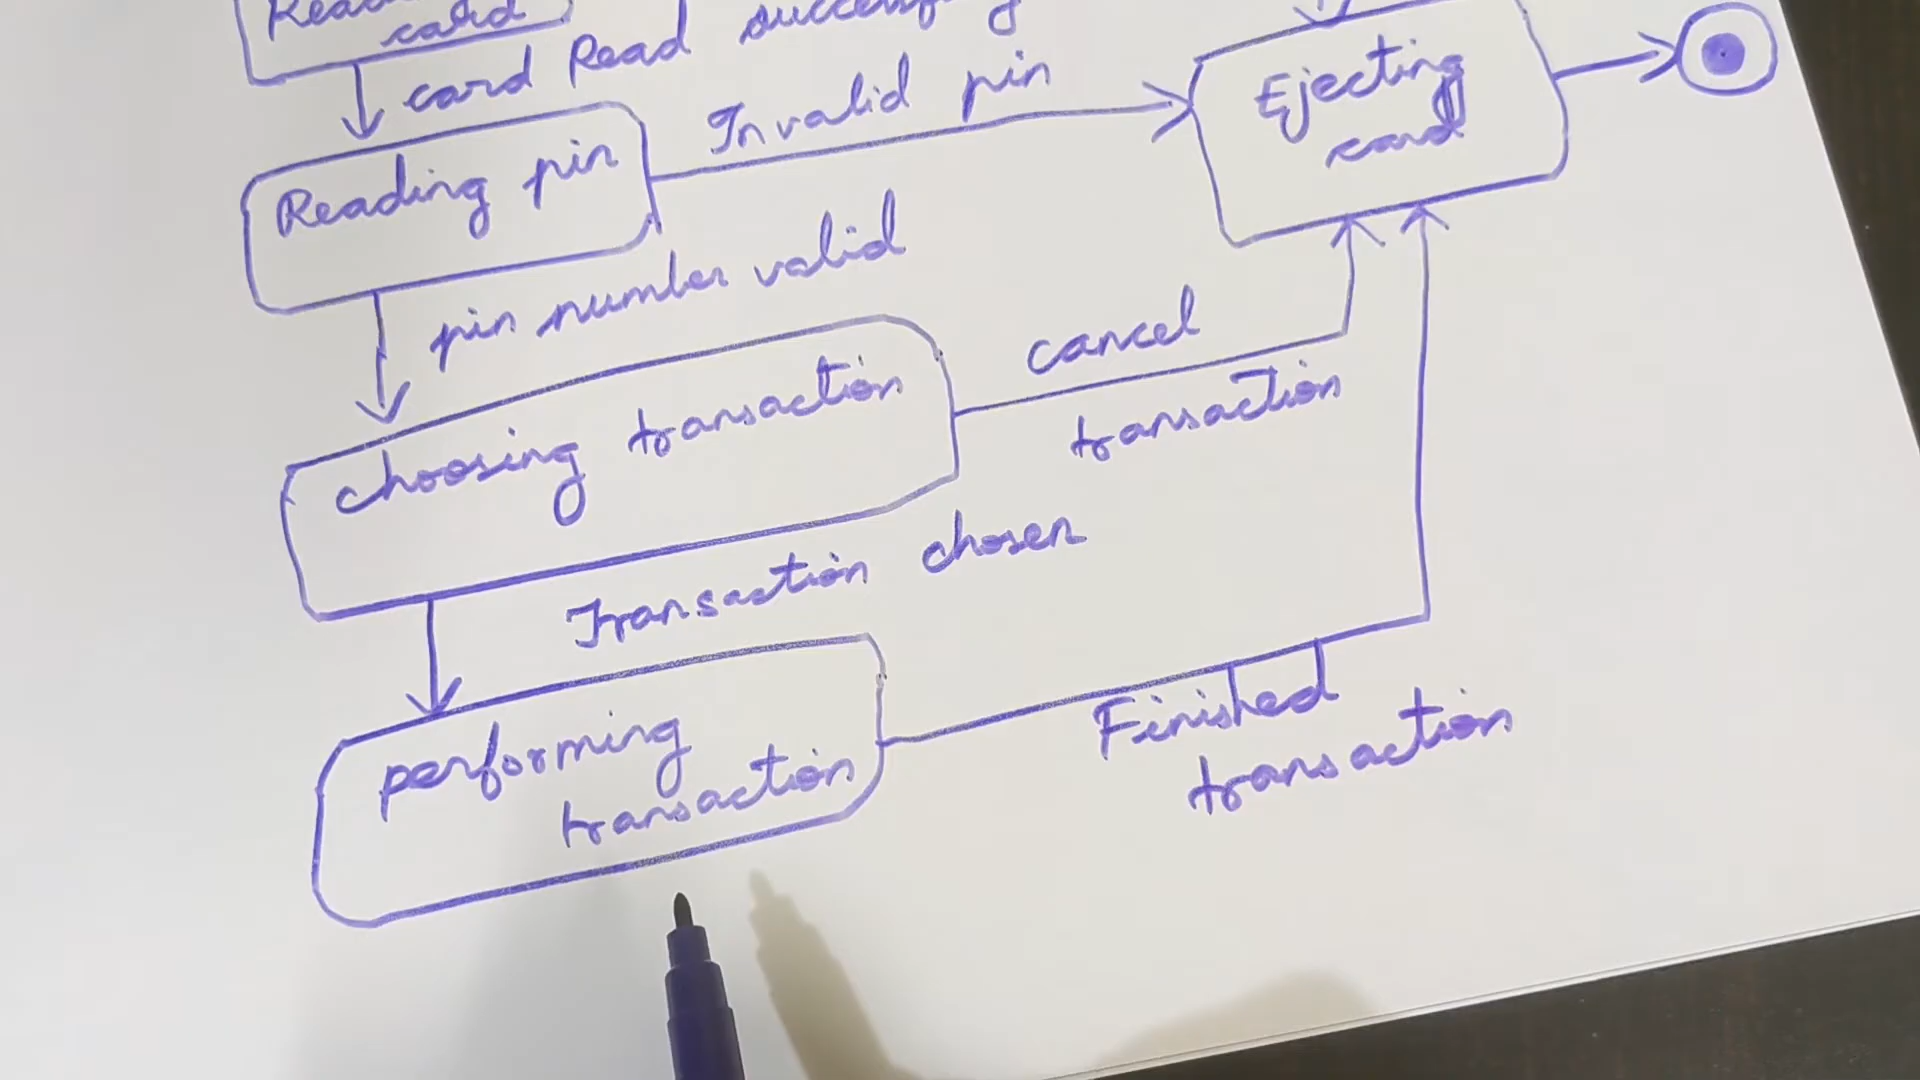 card
card Read
Invalid pin
Ejecting
card
Reading pin
pin number valid
cancel
transaction
choosing transaction
Transaction chosen
performing
transaction
Finished
transaction